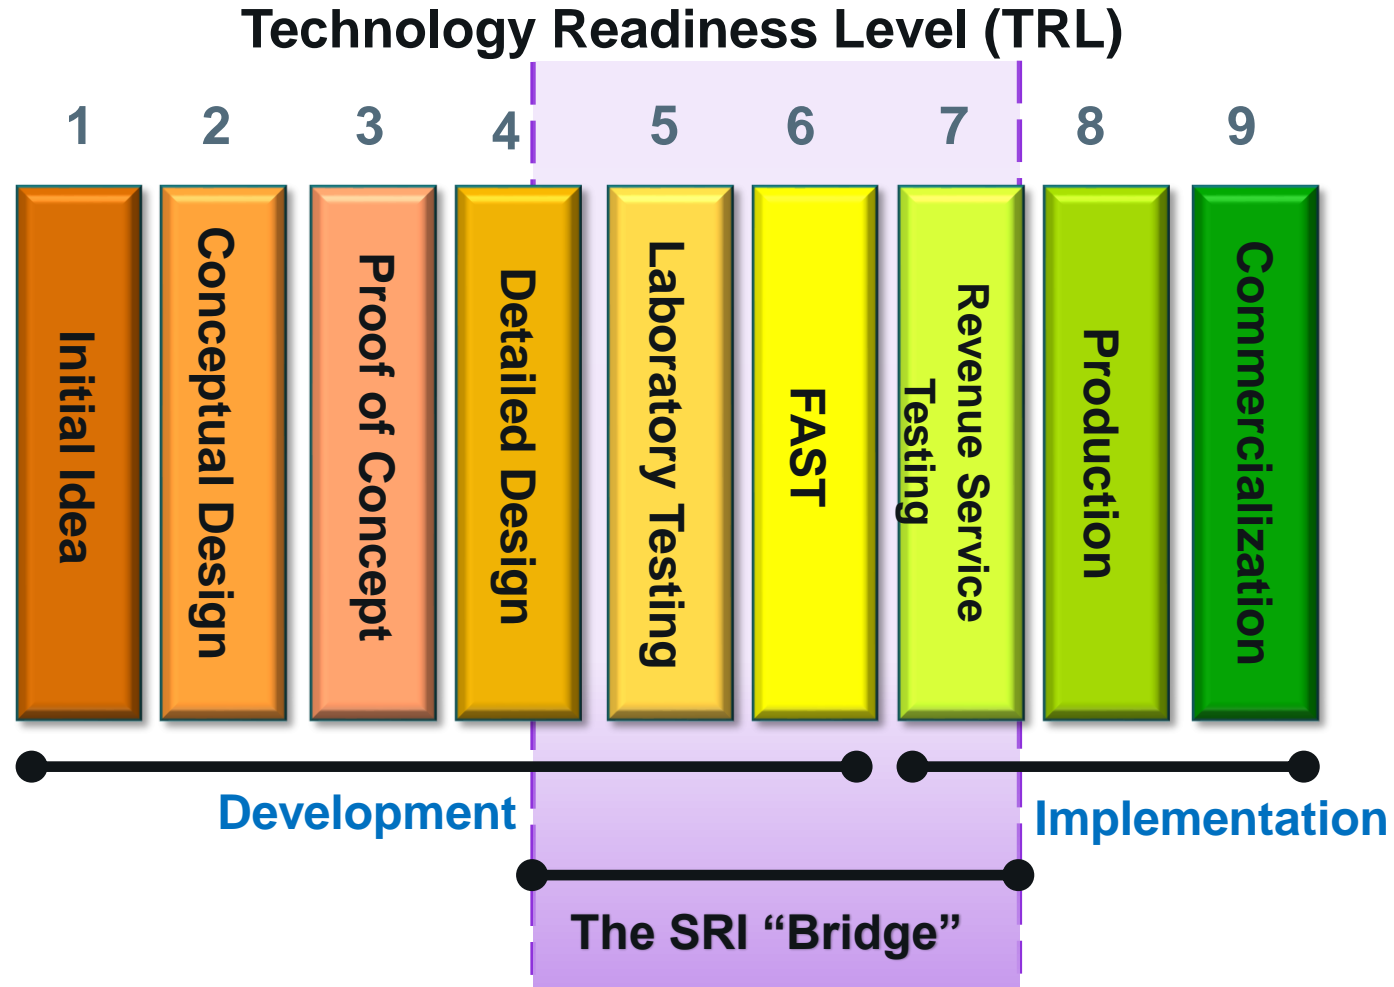 Technology Readiness Level (TRL)
1 2 3 4 5 6 7 8 9
Initial Idea
Conceptual Design
Proof of Concept
Detailed Design
Laboratory Testing
FAST
Revenue Service
Testing
Production
Commercialization
Development
Implementation
The SRI “Bridge”